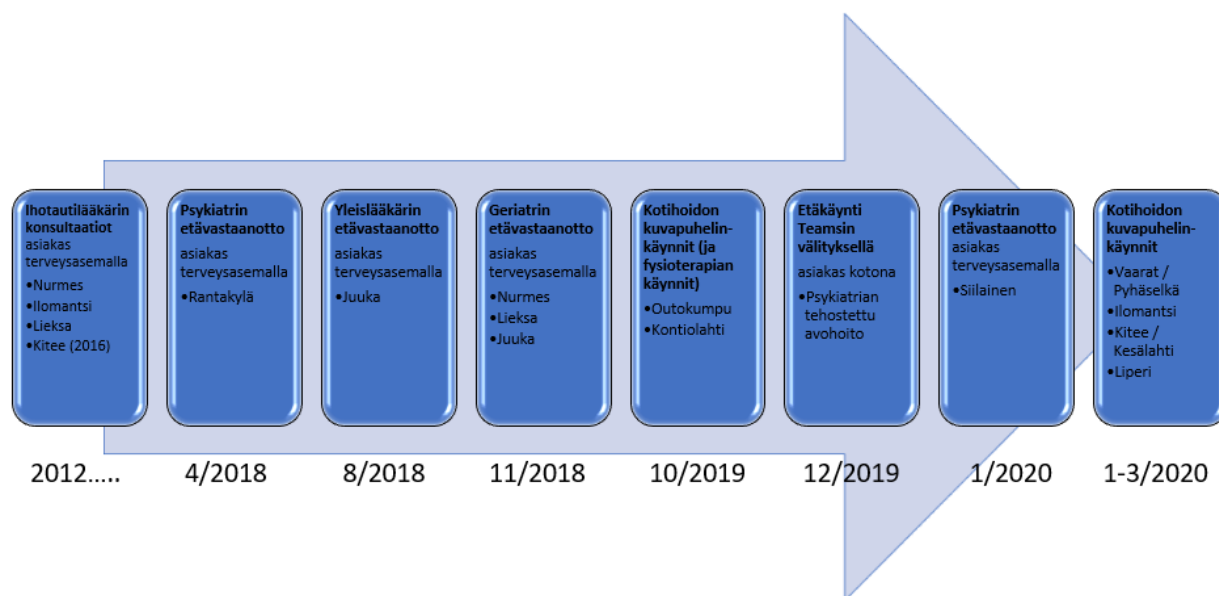 Ihotautilääkärin
konsultaatiot
asiakas
terveysasemalla
•Nurmes
•Ilomantsi
•Lieksa
•Kitee (2016)
2012.....
Psykiatrin
etävastaanotto
asiakas
terveysasemalla
•Rantakylä
4/2018
Yleislääkärin
etävastaanotto
asiakas
terveysasemalla
•Juuka
8/2018
Geriatrin
etävastaanotto
asiakas
terveysasemalla
•Nurmes
•Lieksa
•Juuka
11/2018
Kotihoidon
kuvapuhelin-
käynnit (ja
fysioterapian
käynnit)
•Outokumpu
•Kontiolahti
10/2019
Etäkäynti
Teamsin
välityksellä
asiakas kotona
•Psykiatrian
tehostettu
avohoito
12/2019
Psykiatrin
etävastaanotto
asiakas
terveysasemalla
•Siilainen
1/2020
Kotihoidon
kuvapuhelin-
käynnit
•Vaarat /
Pyhäselkä
•Ilomantsi
•Kitee /
Kesälahti
•Liperi
1-3/2020